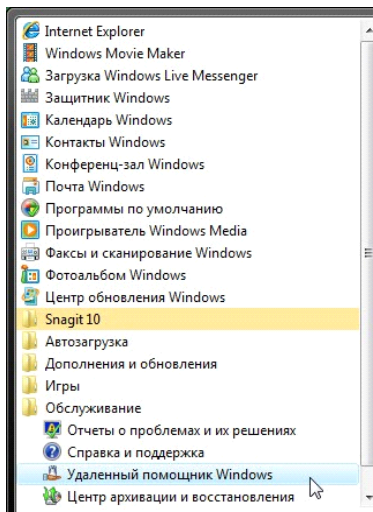 Internet Explorer
Windows Movie Maker
Загрузка Windows Live Messenger
Защитник Windows
Календарь Windows
Контакты Windows
Конференц-зал Windows
Почта Windows
Программы по умолчанию
Проигрыватель Windows Media
Факсы и сканирование Windows
Фотоальбом Windows
Центр обновления Windows
Snagit 10
Автозагрузка
Дополнения и обновления
Игры
Обслуживание
Отчеты о проблемах и их решениях
Справка и поддержка
Удаленный помощник Windows
Центр архивации и восстановления